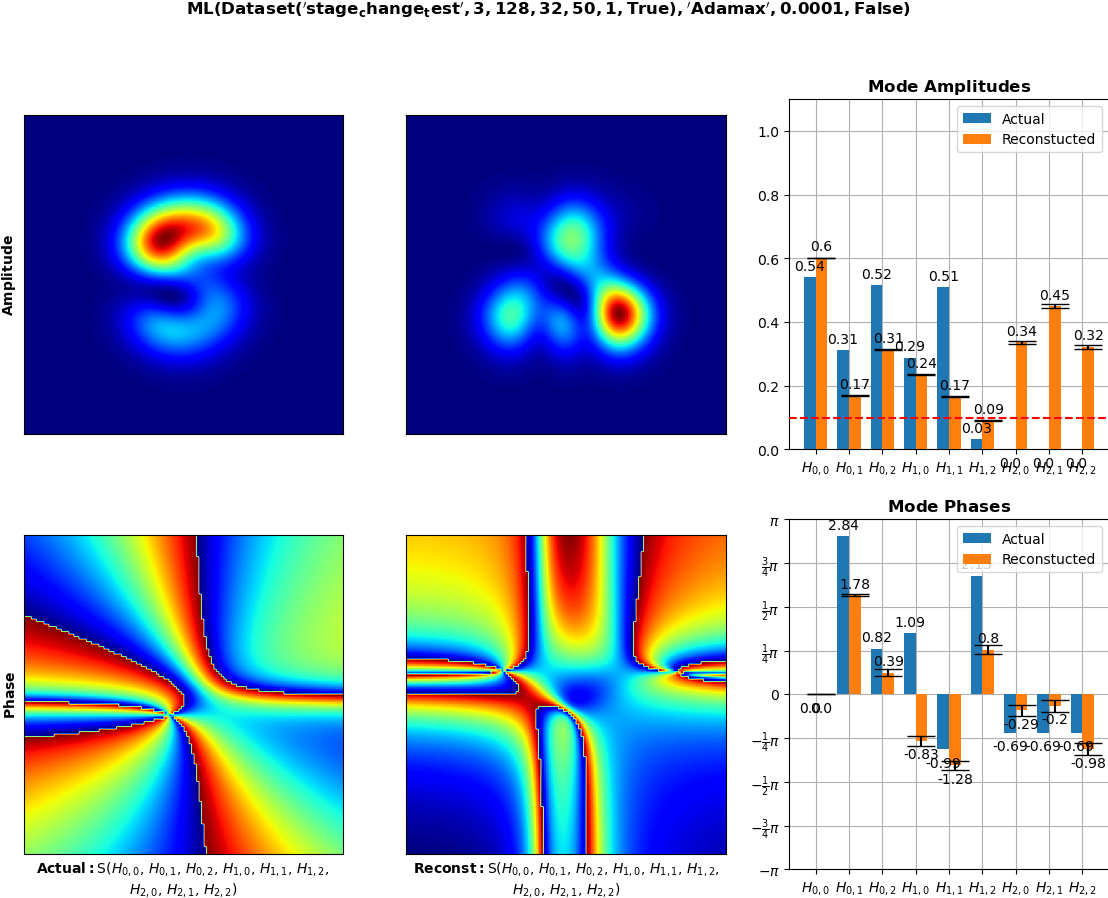 ML(Dataset('stage_change_test', 3, 128, 32, 50, 1, True), 'Adamax', 0.0001, False)
Amplitude
Mode Amplitudes
Actual
Reconstucted
1.0
0.8
0.6
0.4
0.2
0.0
0.54 0.6
0.31 0.17
0.52 0.31
0.29 0.24
0.51 0.17
0.03 0.09
0.0 0.34
0.0 0.45
0.0 0.32
H0,0 H0,1 H0,2 H1,0 H1,1 H1,2 H2,0 H2,1 H2,2
Phase
Actual: S(H0,0, H0,1, H0,2, H1,0, H1,1, H1,2,
H2,0, H2,1, H2,2)
Reconst: S(H0,0, H0,1, H0,2, H1,0, H1,1, H1,2,
H2,0, H2,1, H2,2)
Mode Phases
Actual
Reconstucted
π
3/4π
1/2π
1/4π
0
−1/4π
−1/2π
−3/4π
−π
0.0
2.84 1.78
0.82 0.39
1.09 -0.83
-0.99 -1.28
0.8
-0.69 -0.29
-0.69 -0.2
-0.69 -0.98
H0,0 H0,1 H0,2 H1,0 H1,1 H1,2 H2,0 H2,1 H2,2